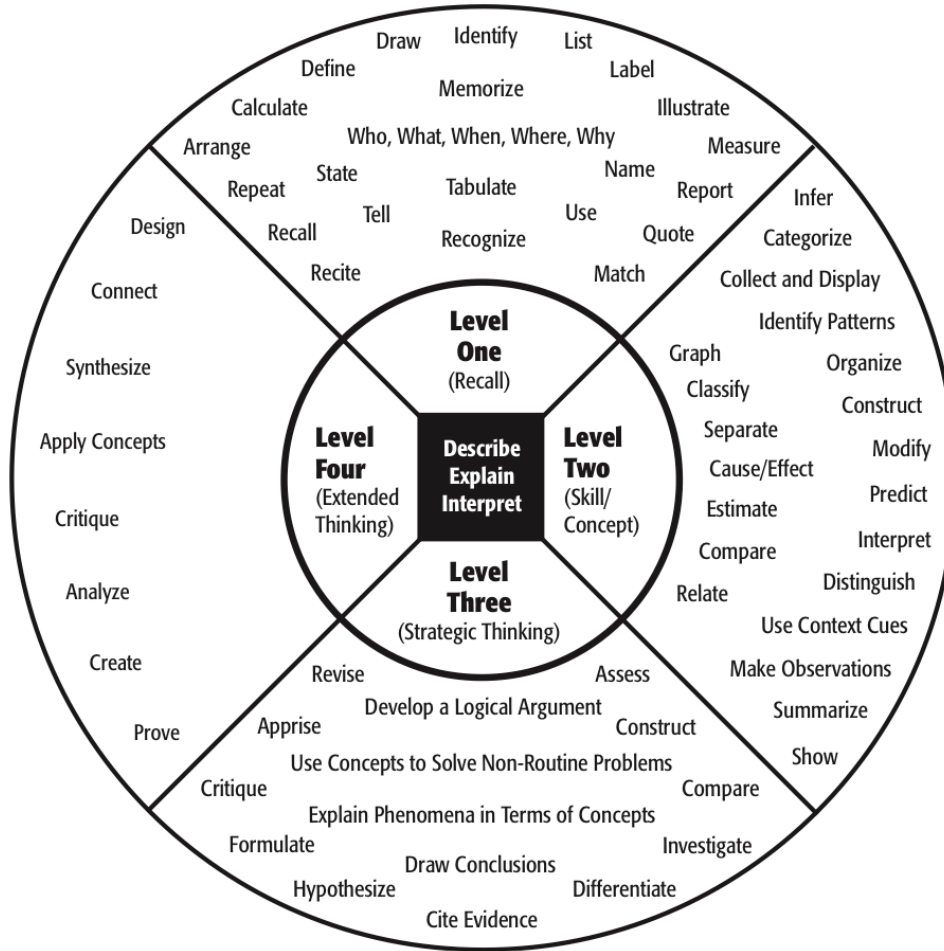 Draw
Identify
List
Define
Label
Memorize
Calculate
Illustrate
Who, What, When, Where, Why
Arrange
Measure
State
Name
Repeat
Tabulate
Report
Tell
Use
Recall
Recognize
Quote
Recite
Match
Level
One
(Recall)
Infer
Categorize
Collect and Display
Identify Patterns
Graph
Organize
Classify
Construct
Separate
Modify
Cause/Effect
Predict
Estimate
Interpret
Compare
Distinguish
Relate
Use Context Cues
Make Observations
Summarize
Show
Level
Two
(Skill/
Concept)
Describe
Explain
Interpret
Level
Three
(Strategic Thinking)
Revise
Assess
Develop a Logical Argument
Apprise
Construct
Use Concepts to Solve Non-Routine Problems
Critique
Compare
Explain Phenomena in Terms of Concepts
Formulate
Investigate
Draw Conclusions
Hypothesize
Differentiate
Cite Evidence
Level
Four
(Extended
Thinking)
Design
Connect
Synthesize
Apply Concepts
Critique
Analyze
Create
Prove